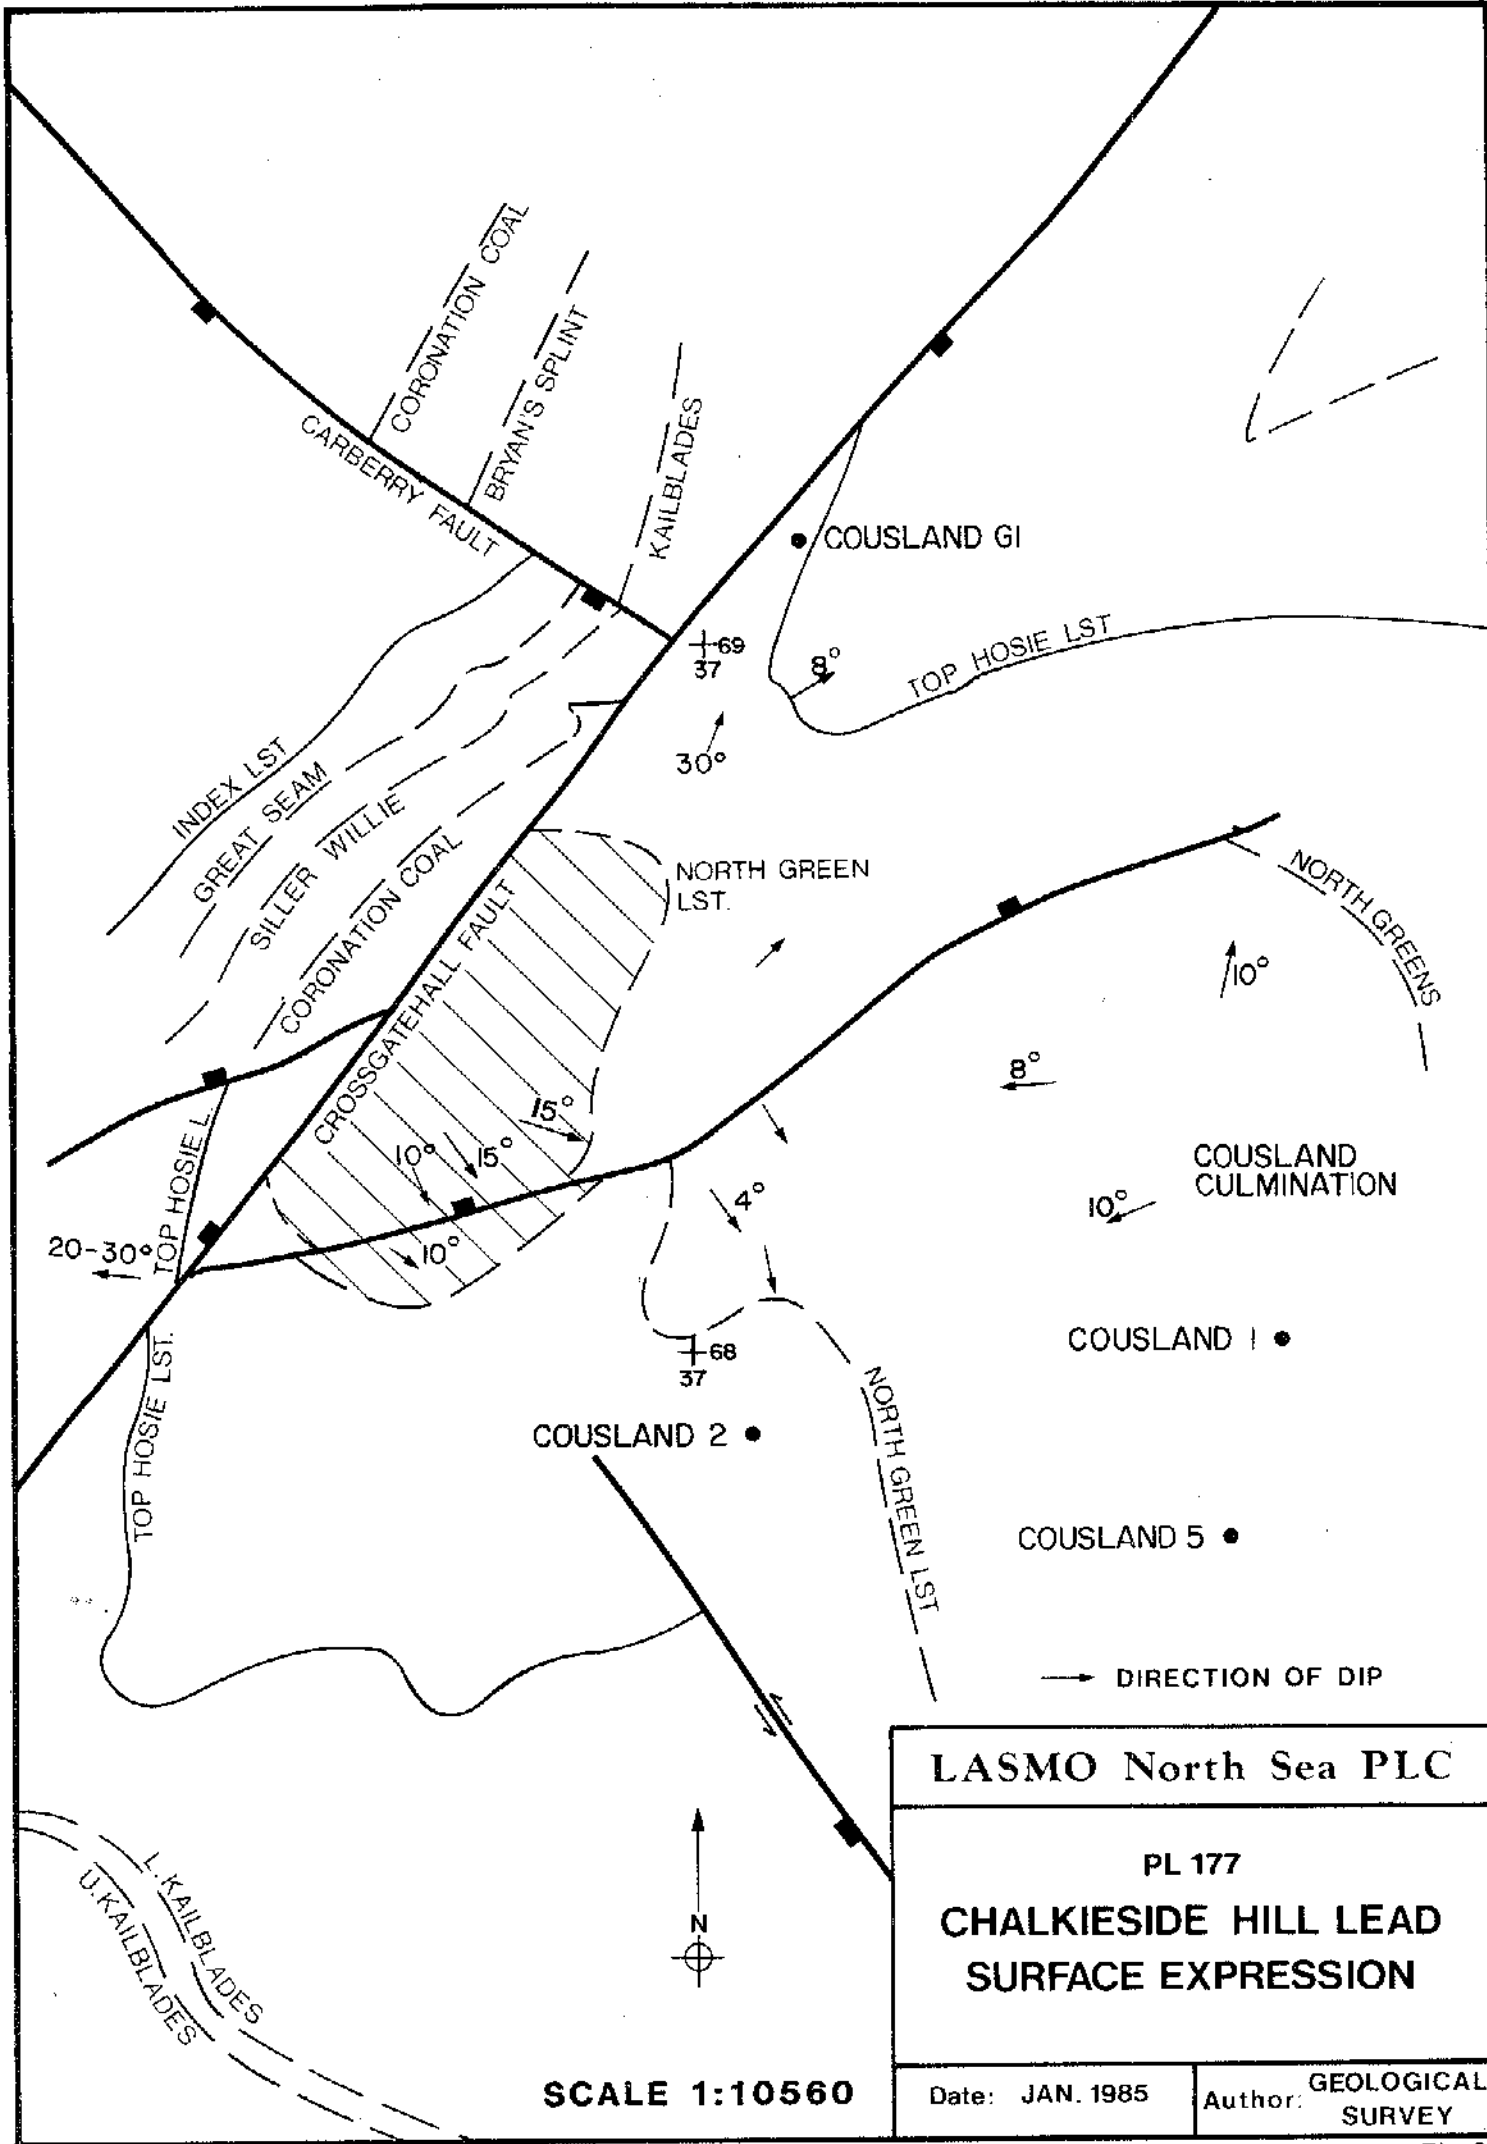 CORONATION COAL
BRYAN'S SPLINT
KAILBLADES
CARBERRY FAULT
COUSLAND G1
69
37
8°
TOP HOSIE LST
30°
INDEX LST
GREAT SEAM
SILLER WILLIE
CORONATION COAL
CROSSGATEHALL FAULT
NORTH GREEN
LST.
NORTH GREENS
10°
8°
15°
10°
15°
TOP HOSIE L.
COUSLAND
CULMINATION
4°
10°
20-30°
10°
COUSLAND 1
68
37
TOP HOSIE LST.
NORTH GREEN LST
COUSLAND 2
COUSLAND 5
DIRECTION OF DIP
LASMO North Sea PLC
PL 177
CHALKIESIDE HILL LEAD
SURFACE EXPRESSION
L. KAILBLADES
U. KAILBLADES
N
SCALE 1:10560
Date: JAN. 1985
Author: GEOLOGICAL
SURVEY